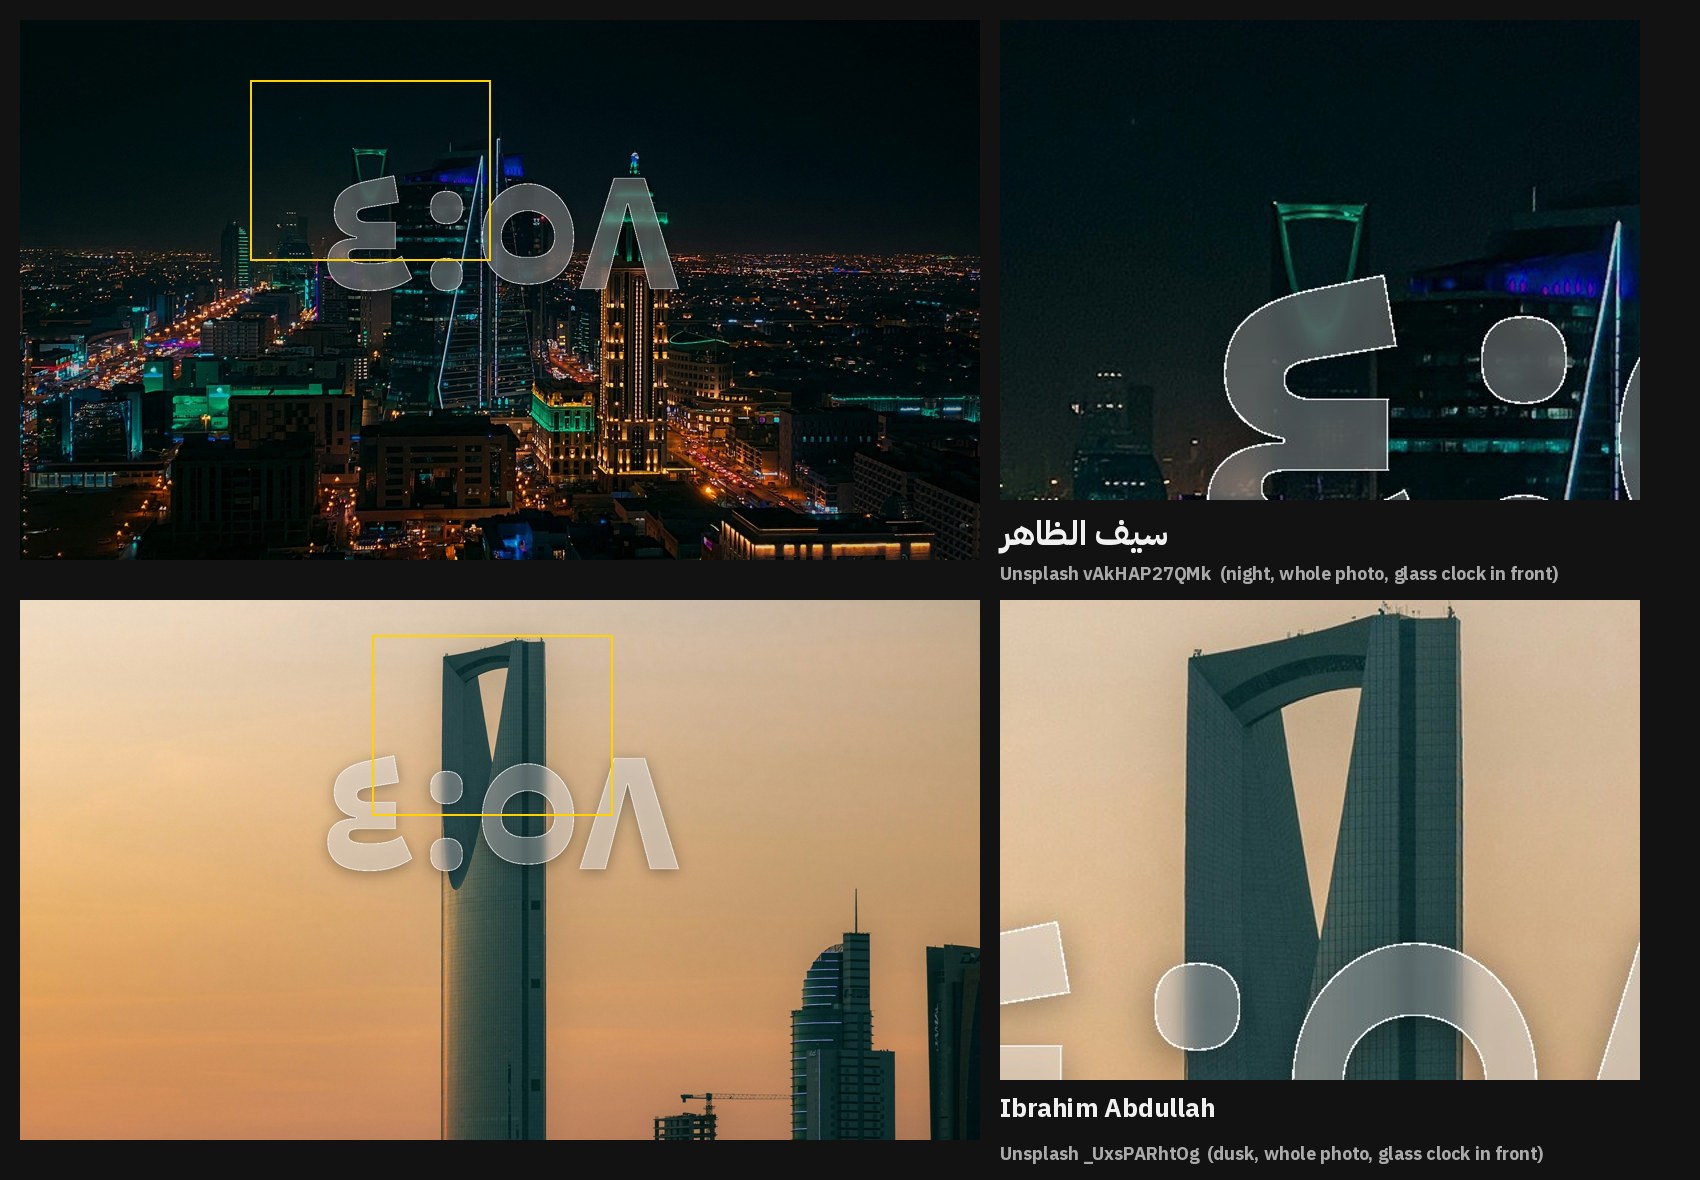 ٤:٥٨
سيف الظاهر
Unsplash vAkHAP27QMk (night, whole photo, glass clock in front)
٤:٥٨
Ibrahim Abdullah
Unsplash _UxsPARhtOg (dusk, whole photo, glass clock in front)